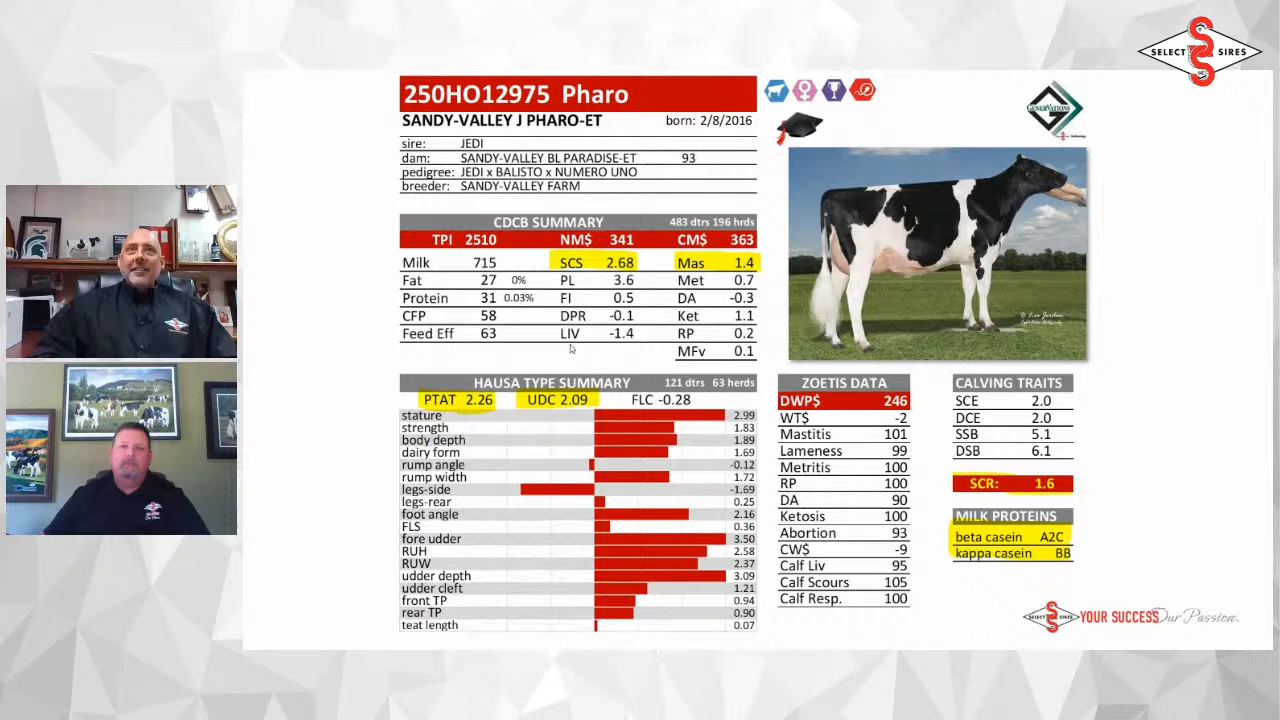 SELECT SIRES INC
250HO12975 Pharo
SANDY-VALLEY J PHARO-ET born: 2/8/2016
sire: JEDI
dam: SANDY-VALLEY BL PARADISE-ET 93
pedigree: JEDI x BALISTO x NUMERO UNO
breeder: SANDY-VALLEY FARM
CDCB SUMMARY 483 dtrs 196 hrds
TPI 2510 NM$ 341 CM$ 363
Milk 715 SCS 2.68 Mas 1.4
Fat 27 0% PL 3.6 Met 0.7
Protein 31 0.03% FI 0.5 DA -0.3
CFP 58 DPR -0.1 Ket 1.1
Feed Eff 63 LIV -1.4 RP 0.2
MFv 0.1
HAUSA TYPE SUMMARY 121 dtrs 63 herds
PTAT 2.26 UDC 2.09 FLC -0.28
stature 2.99
strength 1.83
body depth 1.89
dairy form 1.69
rump angle -0.12
rump width 1.72
legs-side -1.69
legs-rear 0.25
foot angle 2.16
FLS 0.36
fore udder 3.50
RUH 2.58
RUW 2.37
udder depth 3.09
udder cleft 1.21
front TP 0.94
rear TP 0.90
teat length 0.07
GENERVATIONS
ZOETIS DATA
DWP$ 246
WT$ -2
Mastitis 101
Lameness 99
Metritis 100
RP 100
DA 90
Ketosis 100
Abortion 93
CW$ -9
Calf Liv 95
Calf Scours 105
Calf Resp. 100
CALVING TRAITS
SCE 2.0
DCE 2.0
SSB 5.1
DSB 6.1
SCR: 1.6
MILK PROTEINS
beta casein A2C
kappa casein BB
SELECT SIRES YOUR SUCCESS Our Passion.